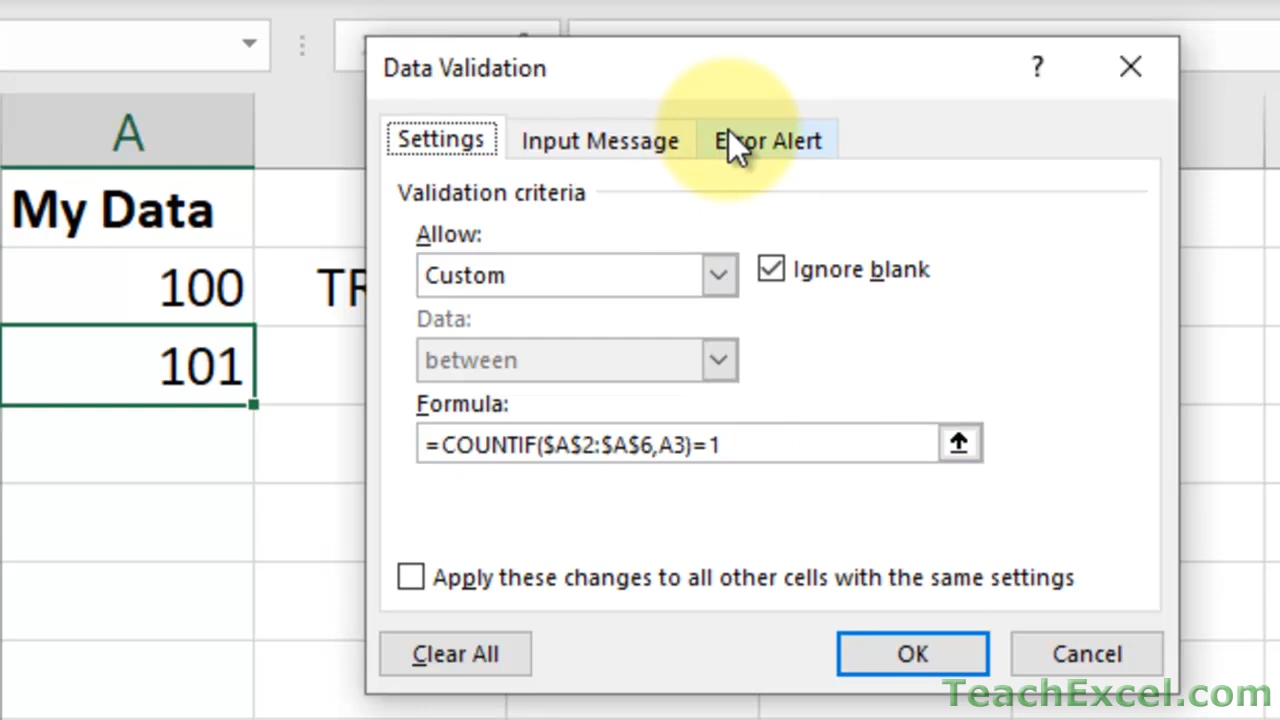 Data Validation
?
A
Settings
Input Message
Error Alert
My Data
Validation criteria
Allow:
100
TR
Custom
Ignore blank
Data:
101
between
Formula:
=COUNTIF($A$2:$A$6,A3)=1
Apply these changes to all other cells with the same settings
Clear All
OK
Cancel
TeachExcel.com